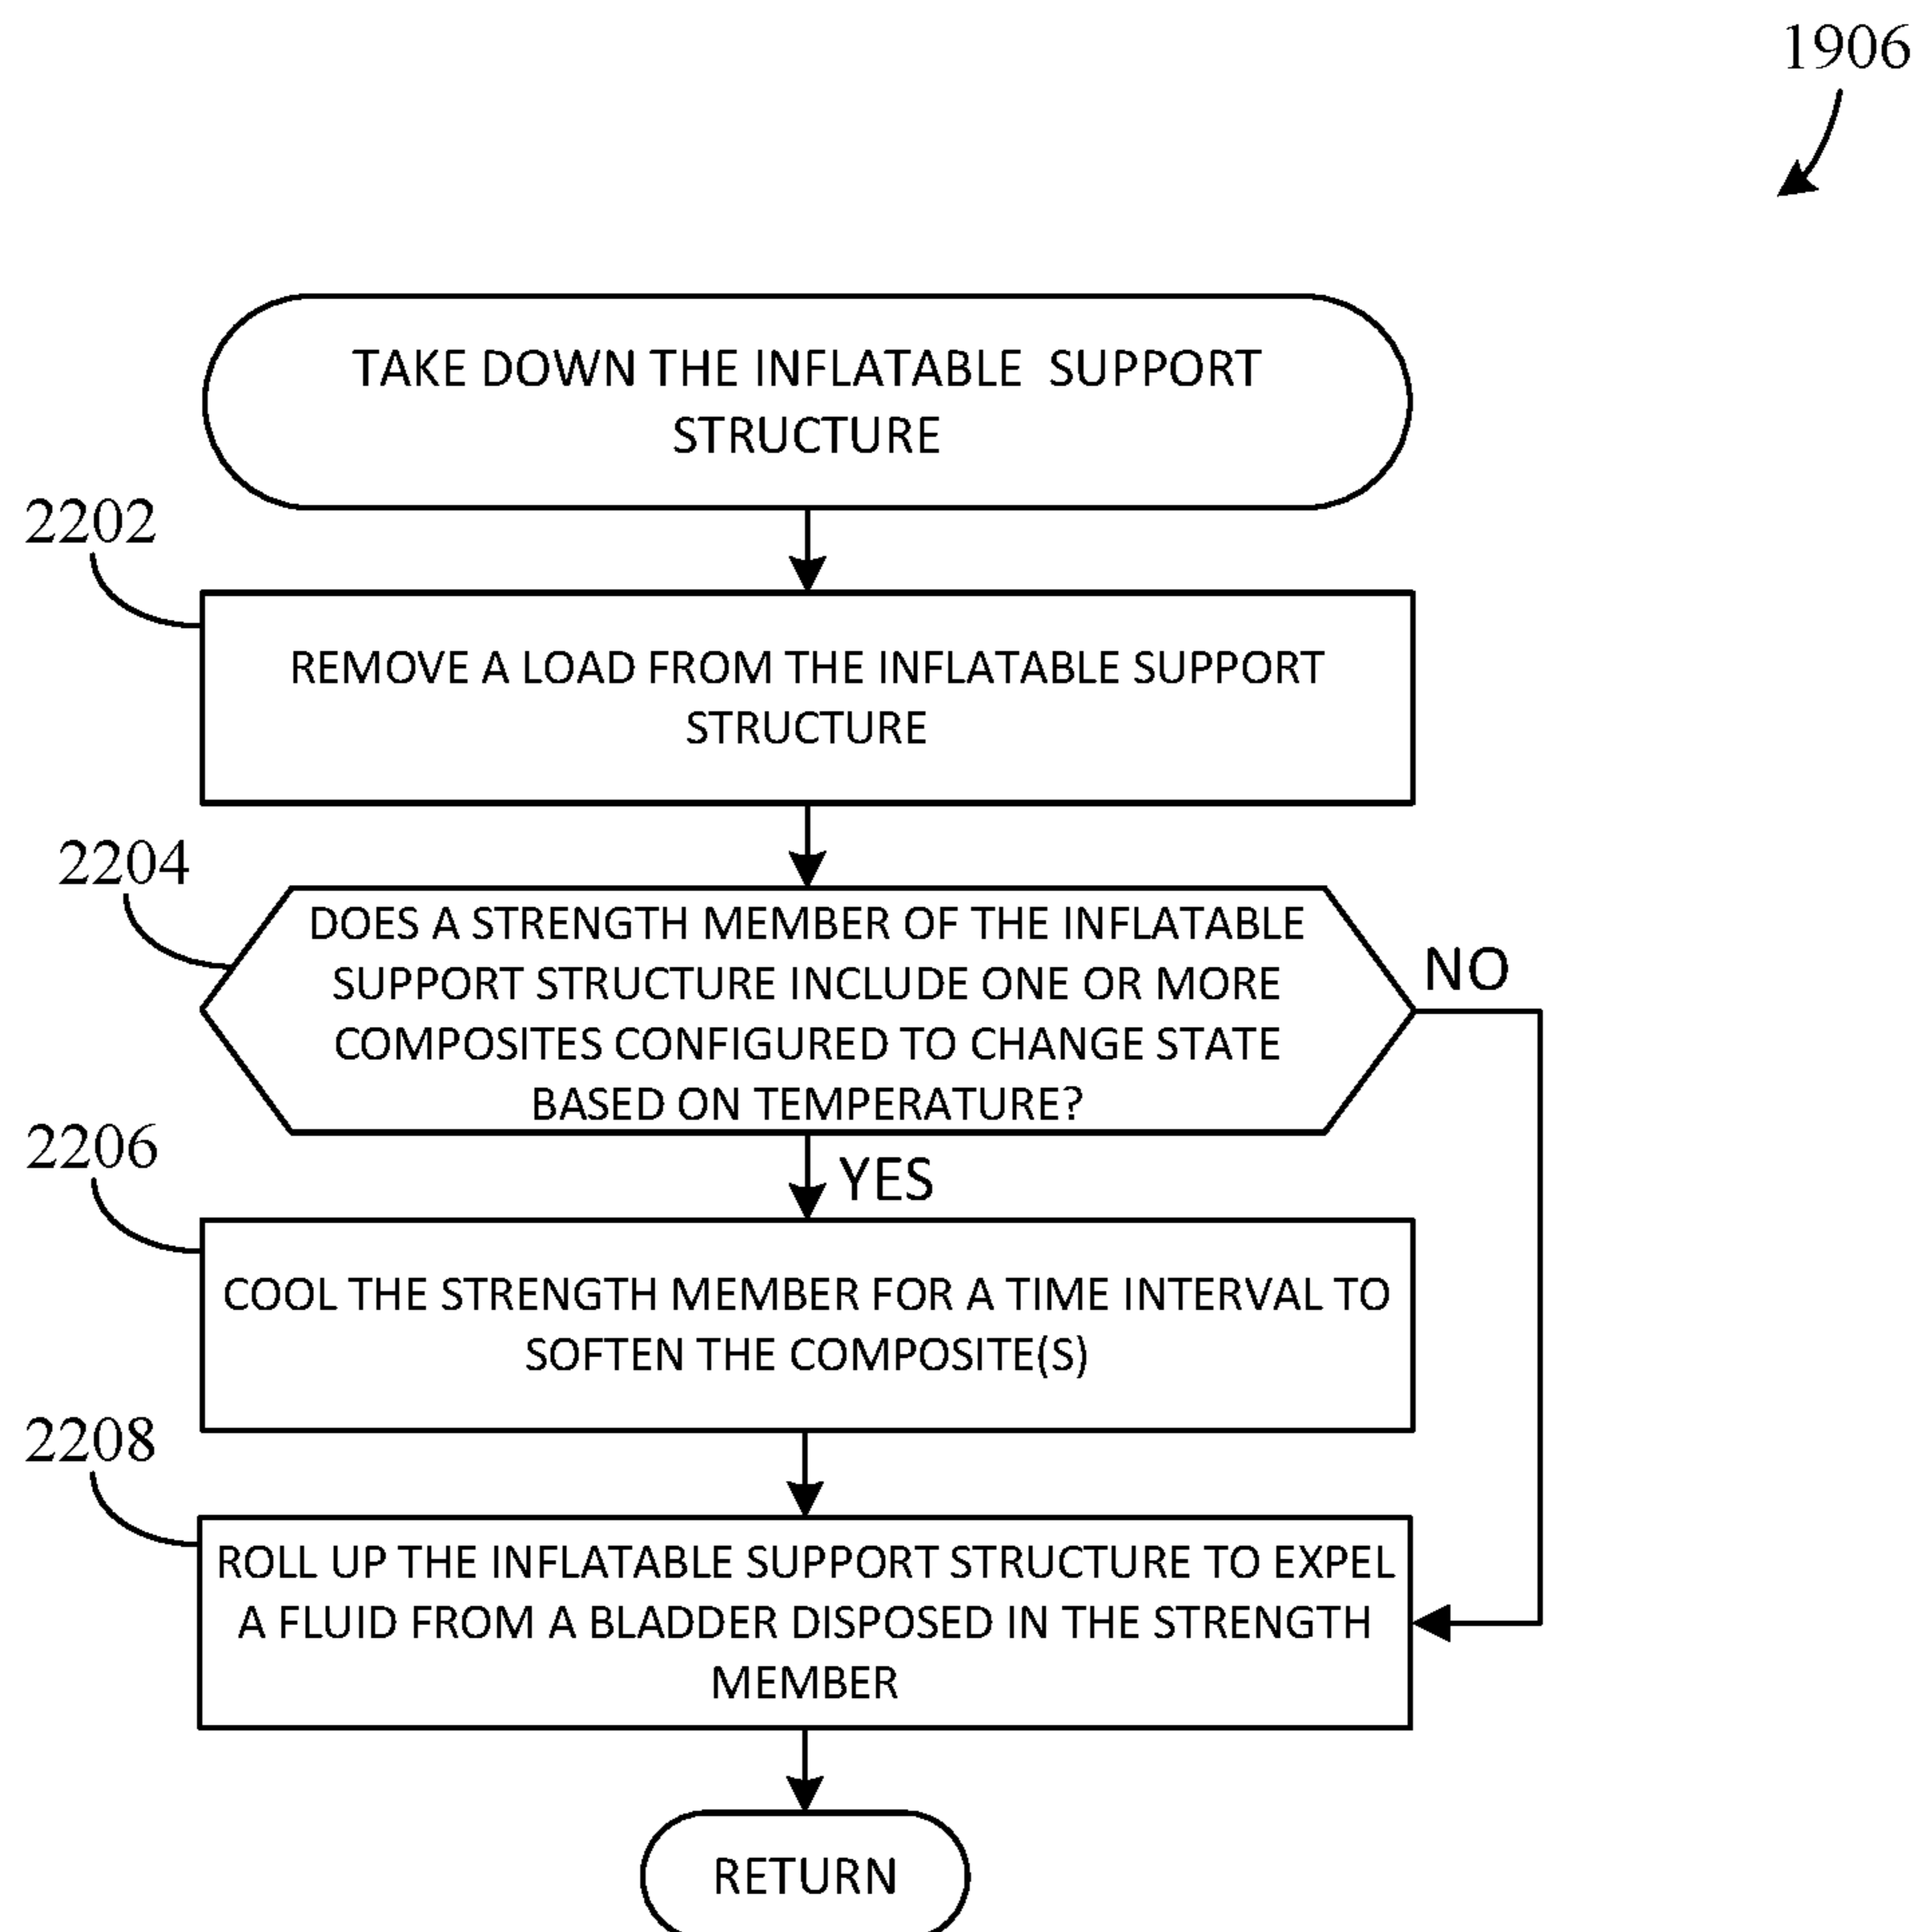 1906
TAKE DOWN THE INFLATABLE SUPPORT
STRUCTURE
2202
REMOVE A LOAD FROM THE INFLATABLE SUPPORT
STRUCTURE
2204
DOES A STRENGTH MEMBER OF THE INFLATABLE
SUPPORT STRUCTURE INCLUDE ONE OR MORE
COMPOSITES CONFIGURED TO CHANGE STATE
BASED ON TEMPERATURE?
NO
YES
2206
COOL THE STRENGTH MEMBER FOR A TIME INTERVAL TO
SOFTEN THE COMPOSITE(S)
2208
ROLL UP THE INFLATABLE SUPPORT STRUCTURE TO EXPEL
A FLUID FROM A BLADDER DISPOSED IN THE STRENGTH
MEMBER
RETURN